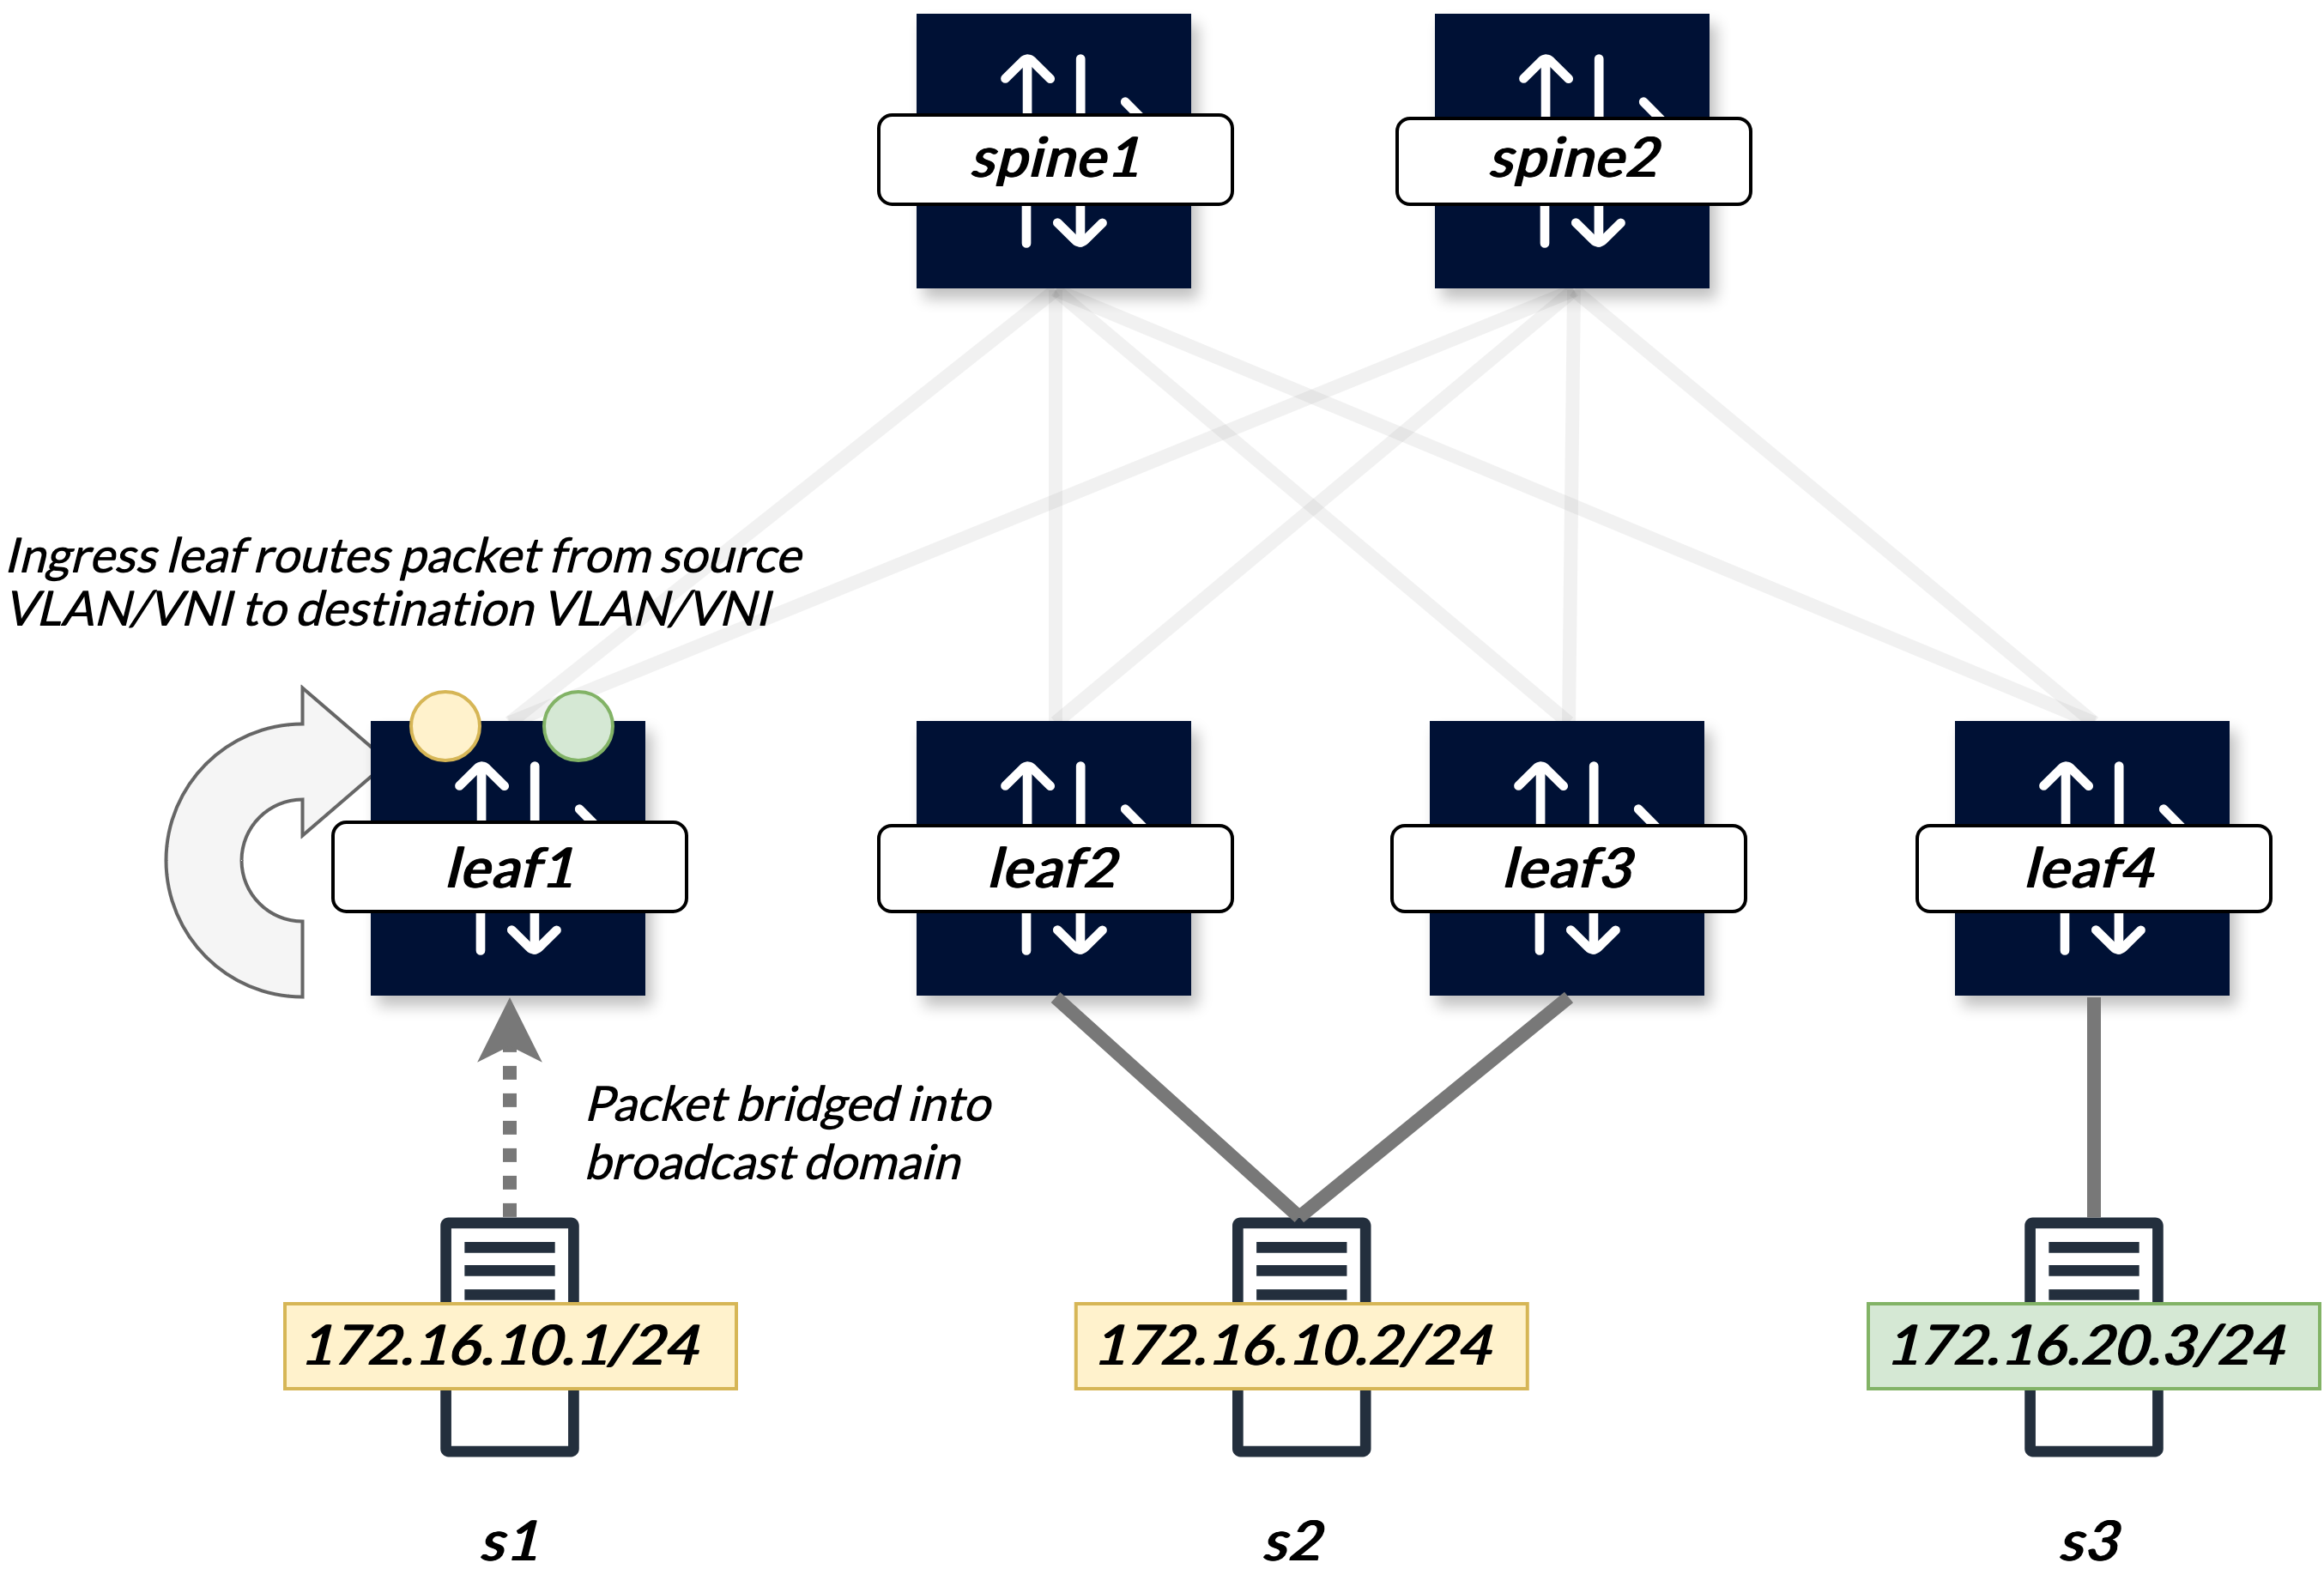 spine1
spine2
Ingress leaf routes packet from source
VLAN/VNI to destination VLAN/VNI
leaf1
leaf2
leaf3
leaf4
Packet bridged into
broadcast domain
172.16.10.1/24
172.16.10.2/24
172.16.20.3/24
s1
s2
s3